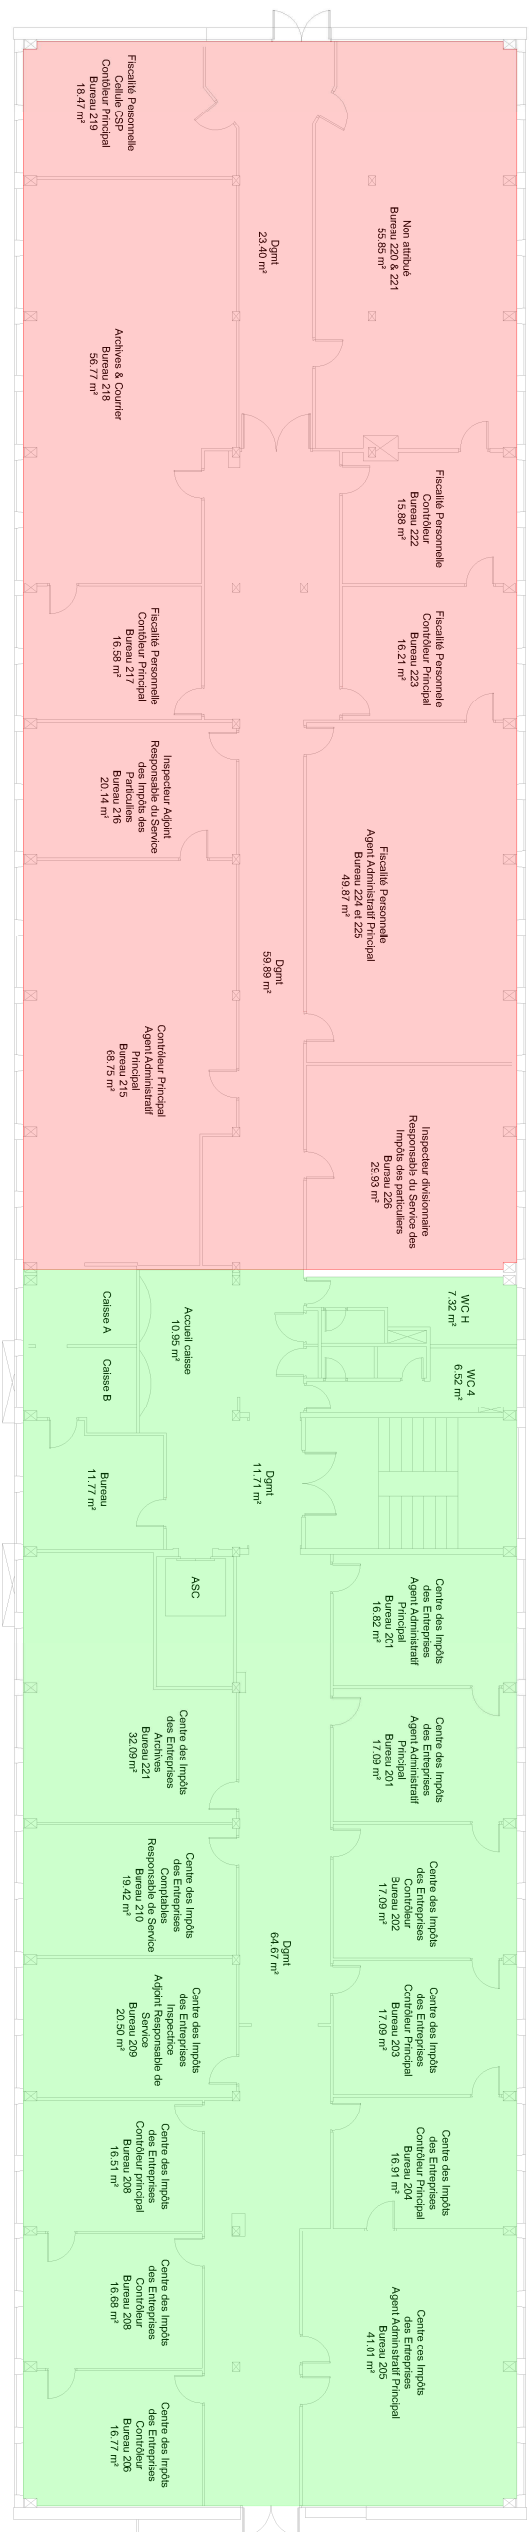 Fiscalité Personnelle
Cellule CSP
Contôleur Principal
Bureau 219
18.47 m²
Non attribué
Bureau 220 & 221
55.85 m²
Dgmt
23.40 m²
Archives & Courrier
Bureau 218
56.77 m²
Fiscalité Personnelle
Contrôleur
Bureau 222
15.88 m²
Fiscalité Personnelle
Contôleur Principal
Bureau 217
16.58 m²
Fiscalité Personnele
Contrôleur Principal
Bureau 223
16.21 m²
Inspecteur Adjoint
Responsable du Service
des Impôts des
Particuliers
Bureau 216
20.14 m²
Fiscalité Personnelle
Agent Administratif Principal
Bureau 224 et 225
49.87 m²
Dgmt
59.89 m²
Contrôleur Principal
Agent Administratif
Principal
Bureau 215
68.75 m²
Inspecteur divisionnaire
Responsable du Service des
Impôts des particuliers
Bureau 226
29.93 m²
WC H
7.32 m²
Caisse A
Accueil caisse
10.95 m²
Caisse B
WC 4
6.52 m²
Bureau
11.77 m²
Dgmt
11.71 m²
ASC
Centre des Impôts
des Entreprises
Agent Administratif
Principal
Bureau 201
16.82 m²
Centre des Impôts
des Entreprises
Archives
Bureau 221
32.09 m²
Centre des Impôts
des Entreprises
Agent Administratif
Principal
Bureau 201
17.09 m²
Centre des Impôts
des Entreprises
Comptables
Responsable de Service
Bureau 210
19.42 m²
Centre des Impôts
des Entreprises
Contrôleur
Bureau 202
17.09 m²
Dgmt
64.67 m²
Centre des Impôts
des Entreprises
Inspectrice
Adjoint Responsable de
Service
Bureau 209
20.50 m²
Centre des Impôts
des Entreprises
Contrôleur Principal
Bureau 203
17.09 m²
Centre des Impôts
des Entreprises
Contrôleur principal
Bureau 208
16.51 m²
Centre des Impôts
des Entreprises
Contrôleur Principal
Bureau 204
16.91 m²
Centre des Impôts
des Entreprises
Contrôleur
Bureau 208
16.68 m²
Centre des Impôts
des Entreprises
Agent Adminstratif Principal
Bureau 205
41.01 m²
Centre des Impôts
des Entreprises
Contrôleur
Bureau 206
16.77 m²